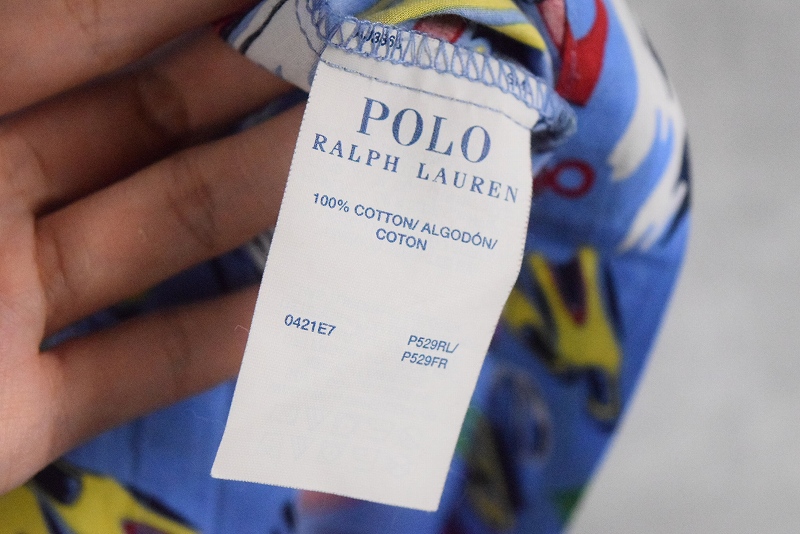 POLO
RALPH LAUREN
100% COTTON/ ALGODÓN/
COTON
0421E7
P529RL/
P529FR